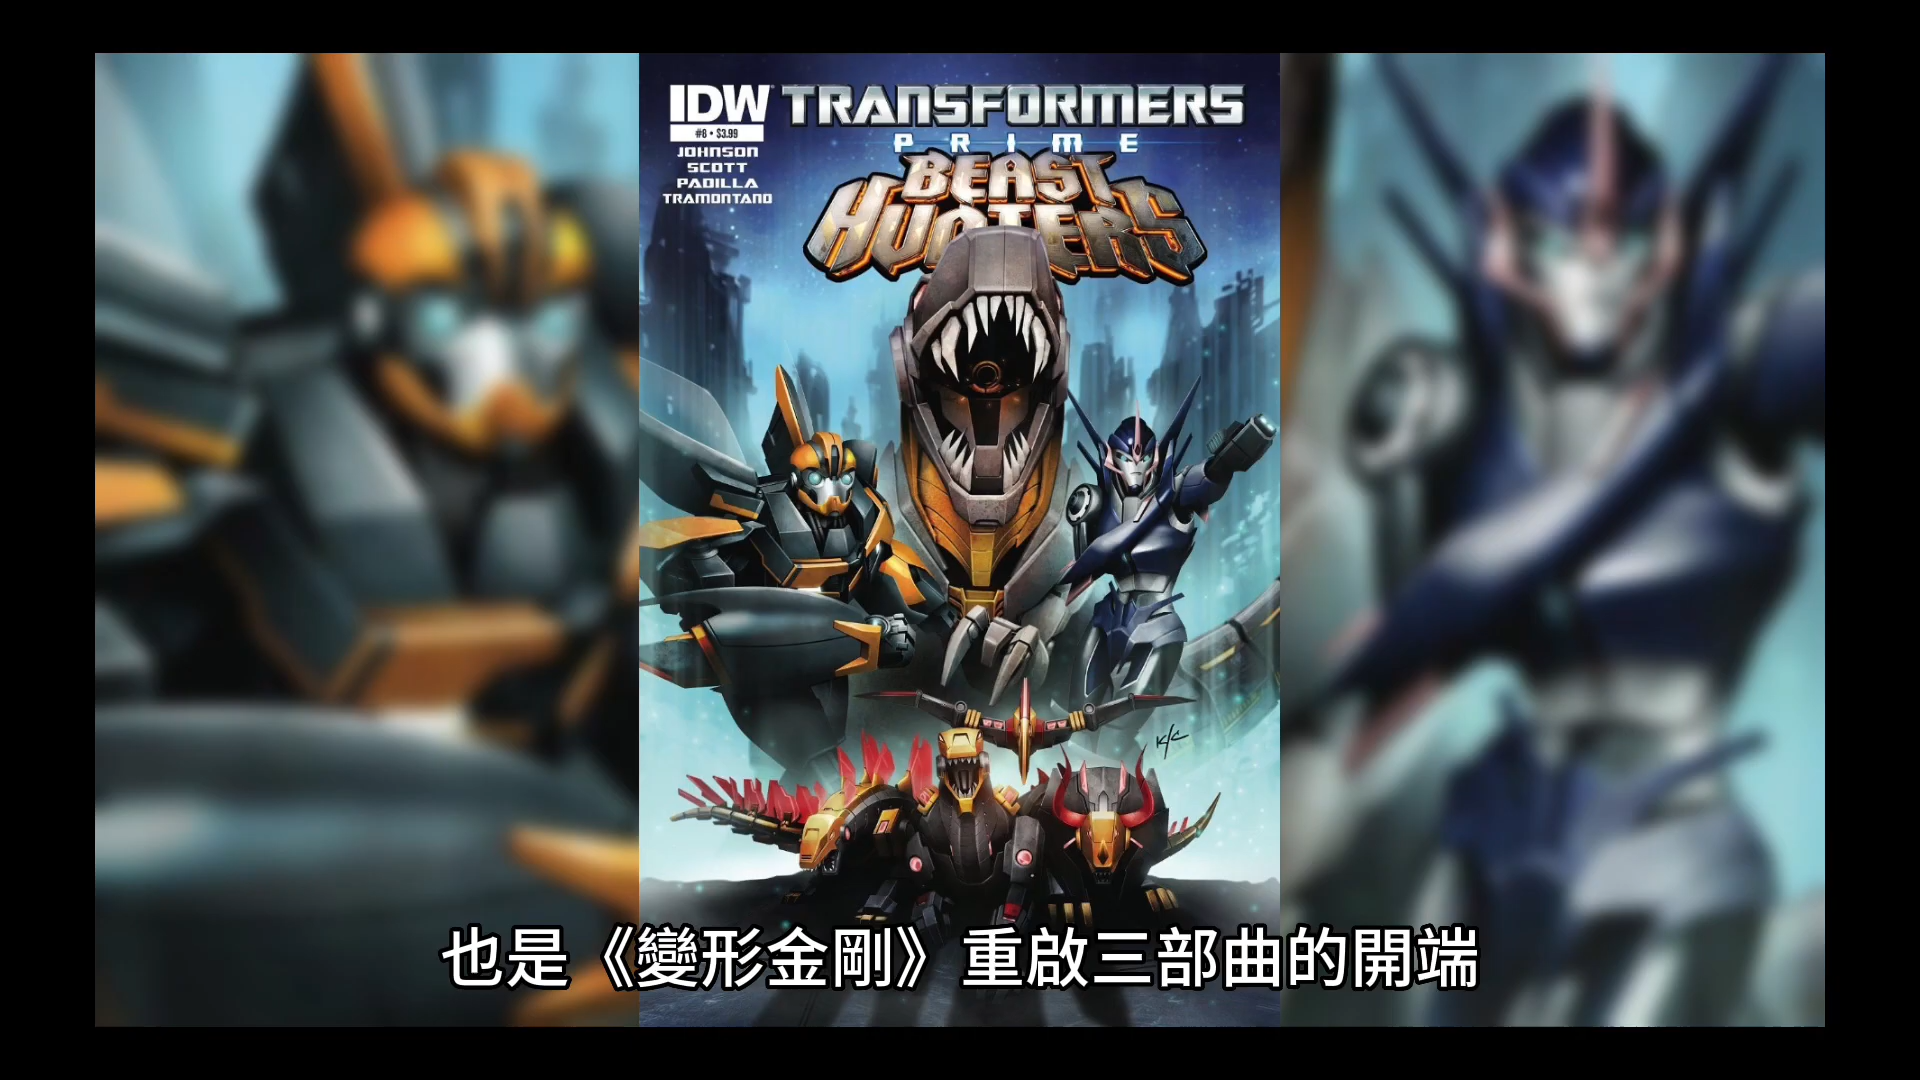 IDW
#8 • $3.99
JOHNSON
SCOTT
PADILLA
TRAMONTANO
TRANSFORMERS
PRIME
BEAST
HUNTERS
也是《變形金剛》重啟三部曲的開端